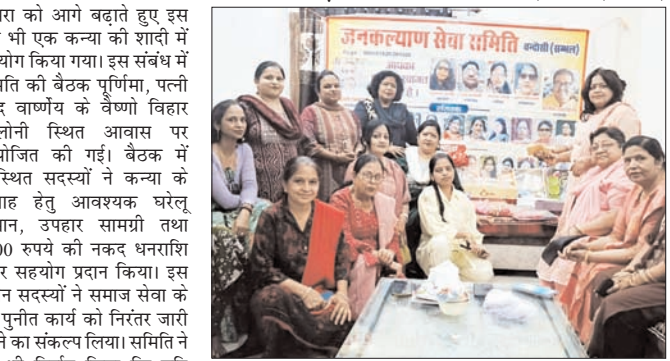 रा को आगे बढ़ाते हुए इस
भी एक कन्या की शादी में
योग किया गया। इस संबंध में
ति की बैठक पूर्णिमा, पत्नी
द वार्ष्णेय के वैष्णो विहार
लोनी स्थित आवास पर
योजित की गई। बैठक में
स्थित सदस्यों ने कन्या के
ाह हेतु आवश्यक घरेलू
ान, उपहार सामग्री तथा
00 रुपये की नकद धनराशि
र सहयोग प्रदान किया। इस
न सदस्यों ने समाज सेवा के
पुनीत कार्य को निरंतर जारी
ने का संकल्प लिया। समिति ने
जनकल्याण सेवा समिति चन्दौसी (सम्भल)
आपका